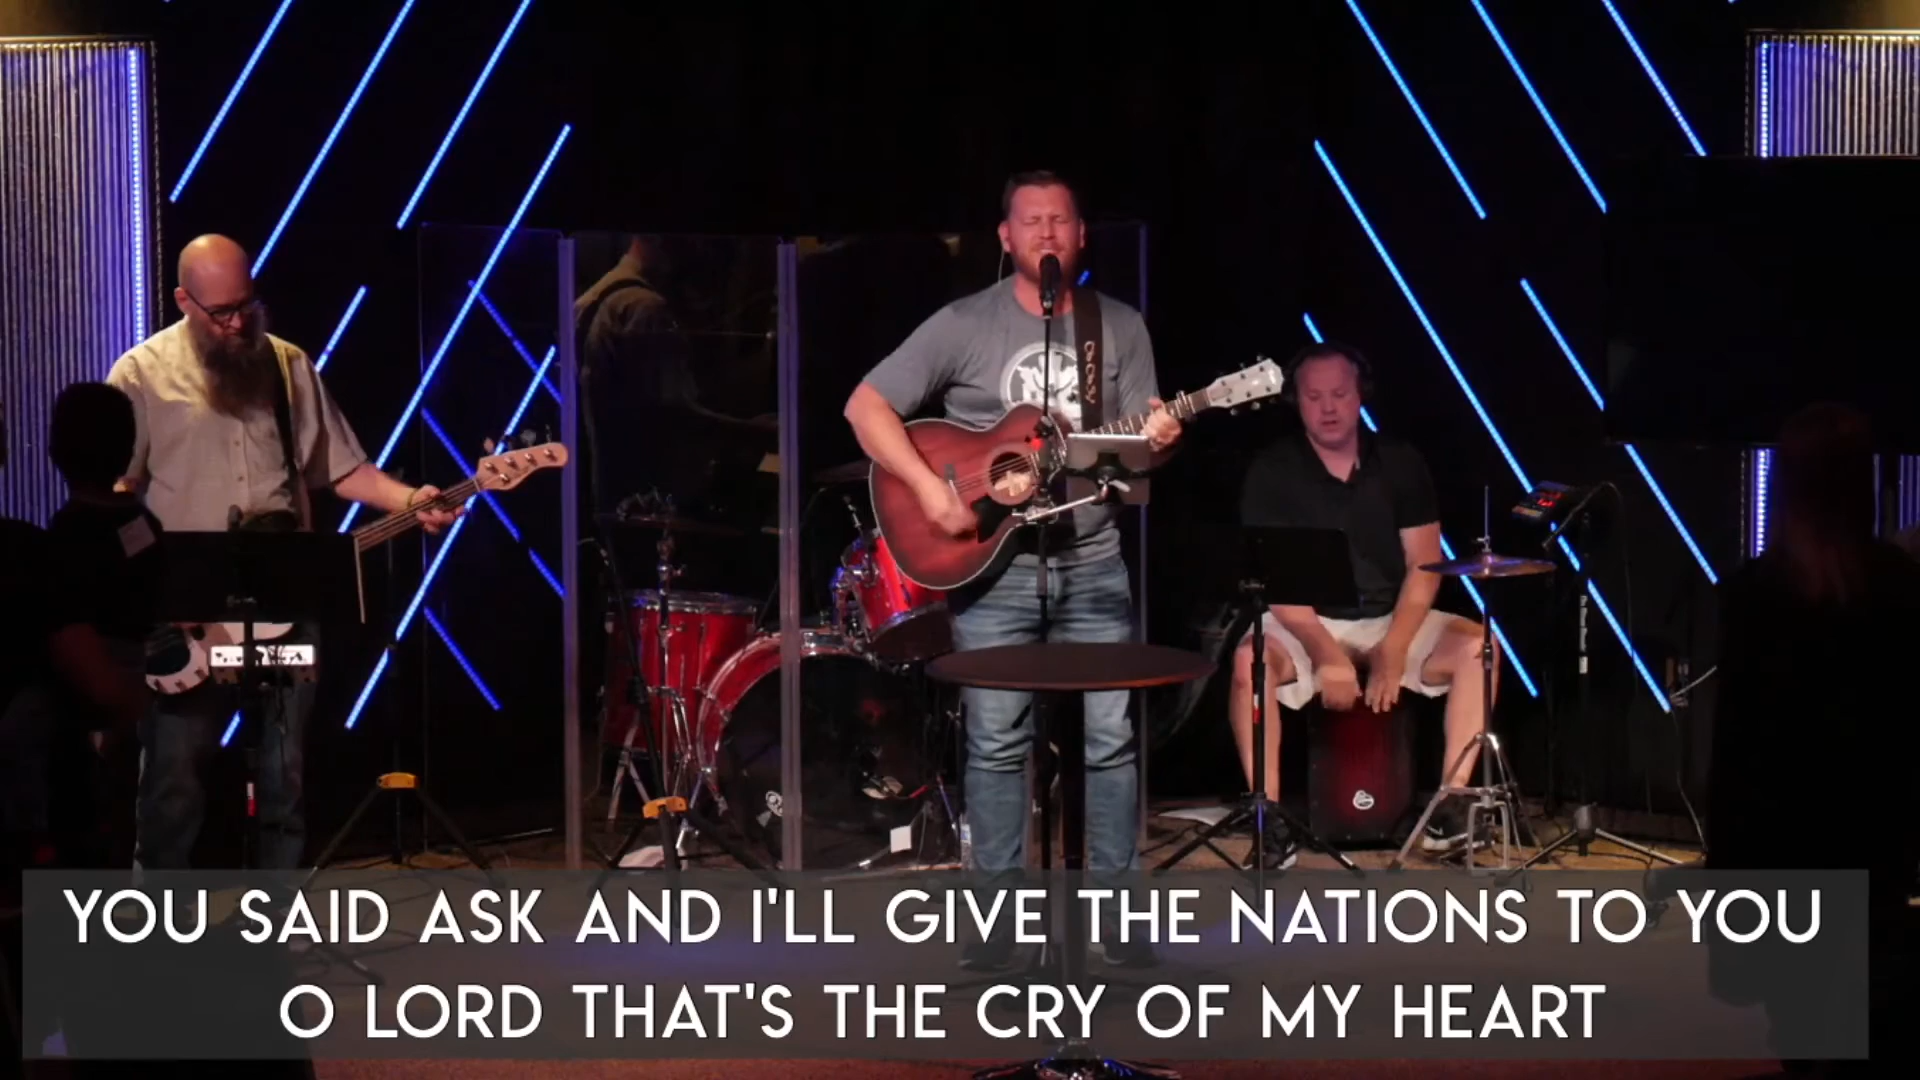 YOU SAID ASK AND I'LL GIVE THE NATIONS TO YOU
O LORD THAT'S THE CRY OF MY HEART